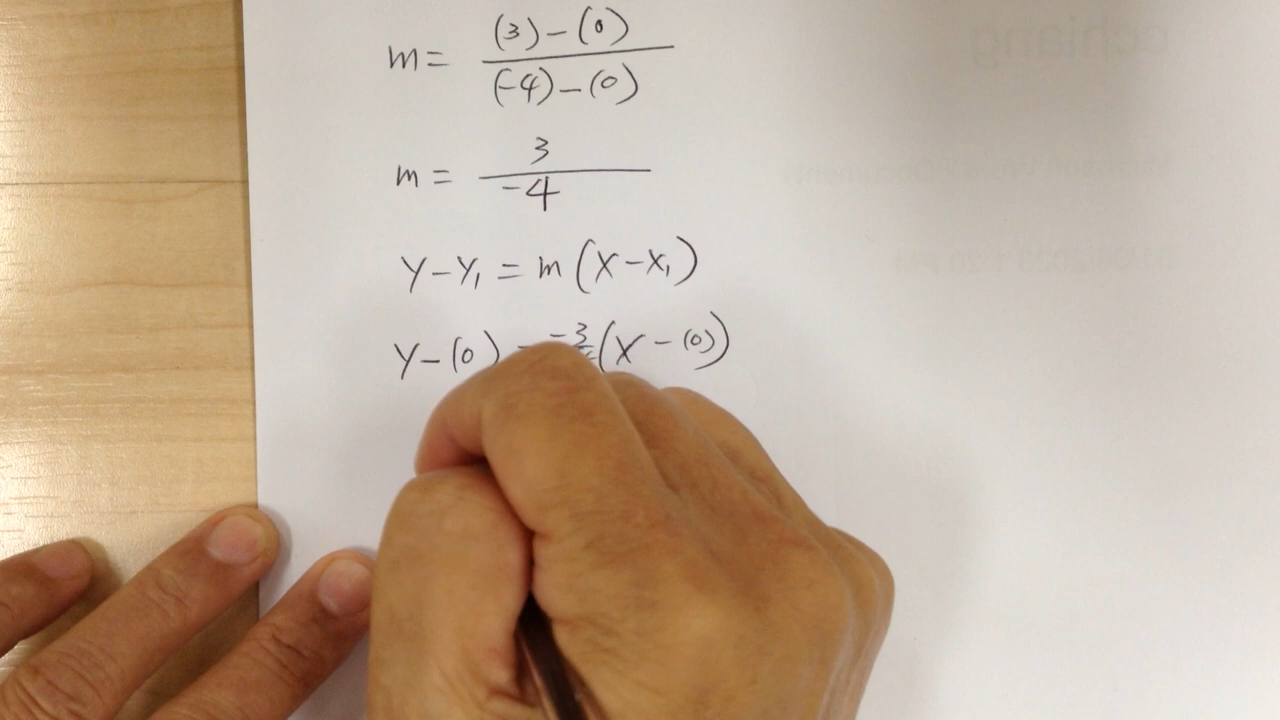 m = (3) - (0) / (-4) - (0)
m = 3 / -4
Y - Y₁ = m (X - X₁)
Y - (0) = -3 (X - (0))